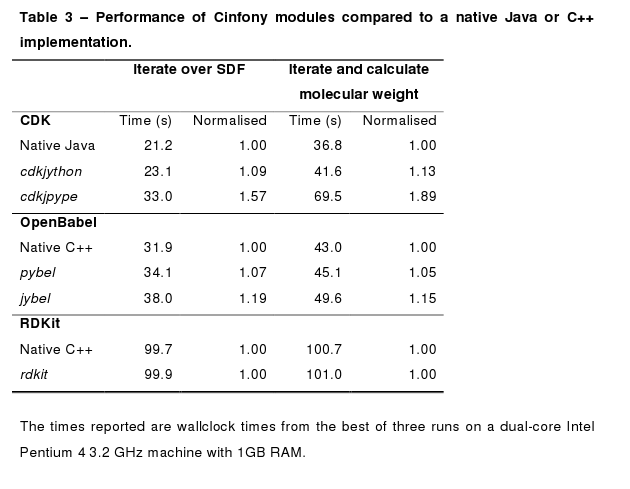 Table 3 – Performance of Cinfony modules compared to a native Java or C++
implementation.
Iterate over SDF Iterate and calculate
molecular weight
CDK Time (s) Normalised Time (s) Normalised
Native Java 21.2 1.00 36.8 1.00
cdkjython 23.1 1.09 41.6 1.13
cdkjpype 33.0 1.57 69.5 1.89
OpenBabel
Native C++ 31.9 1.00 43.0 1.00
pybel 34.1 1.07 45.1 1.05
jybel 38.0 1.19 49.6 1.15
RDKit
Native C++ 99.7 1.00 100.7 1.00
rdkit 99.9 1.00 101.0 1.00
The times reported are wallclock times from the best of three runs on a dual-core Intel
Pentium 4 3.2 GHz machine with 1GB RAM.